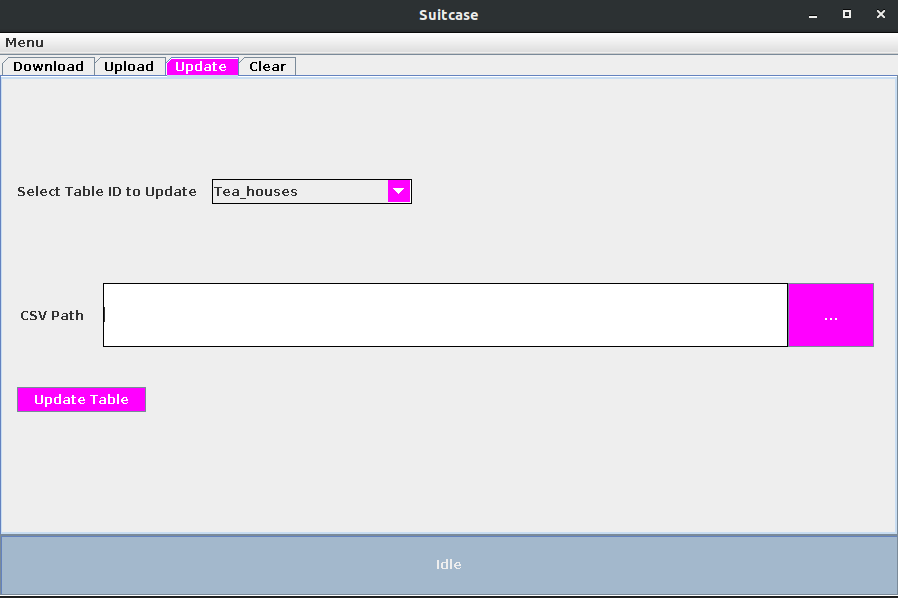 Suitcase
Menu
Download Upload Update Clear
Select Table ID to Update Tea_houses
CSV Path ...
Update Table
Idle